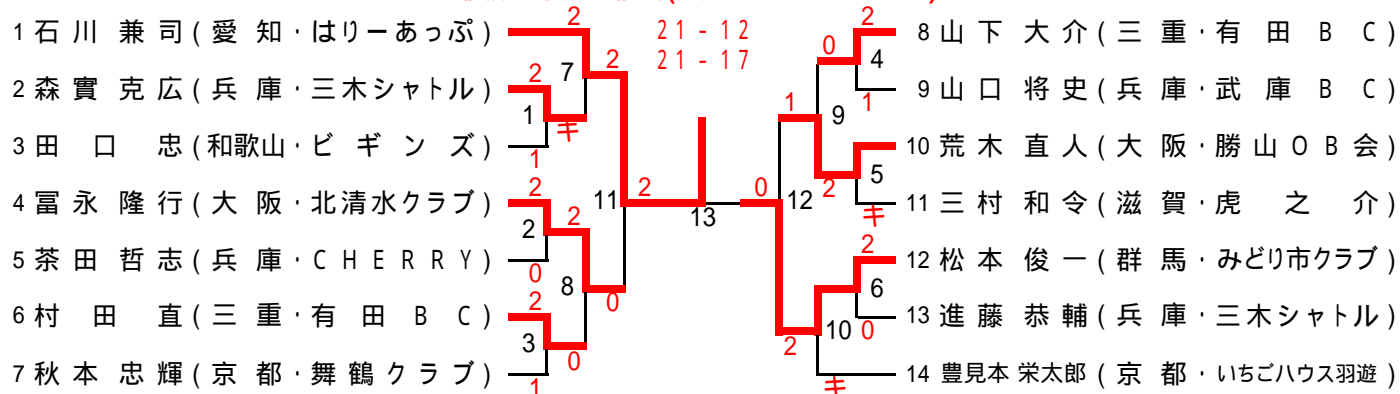 1 石川 兼司 (愛知・はりーあっぷ)
2 森實 克広 (兵庫・三木シャトル)
3 田口 忠 (和歌山・ビギンズ)
4 冨永 隆行 (大阪・北清水クラブ)
5 茶田 哲志 (兵庫・CHERRY)
6 村田 直 (三重・有田BC)
7 秋本 忠輝 (京都・舞鶴クラブ)
2
7
2
2
1
キ
1
2
2
2
0
8
0
2
3
0
1
11
2
21-12
21-17
13
0
12
1
9
0
2
4
1
2
5
キ
2
6
0
10
2
キ
8 山下 大介 (三重・有田BC)
9 山口 将史 (兵庫・武庫BC)
10 荒木 直人 (大阪・勝山OB会)
11 三村 和令 (滋賀・虎之介)
12 松本 俊一 (群馬・みどり市クラブ)
13 進藤 恭輔 (兵庫・三木シャトル)
14 豊見本 栄太郎 (京都・いちごハウス羽遊)